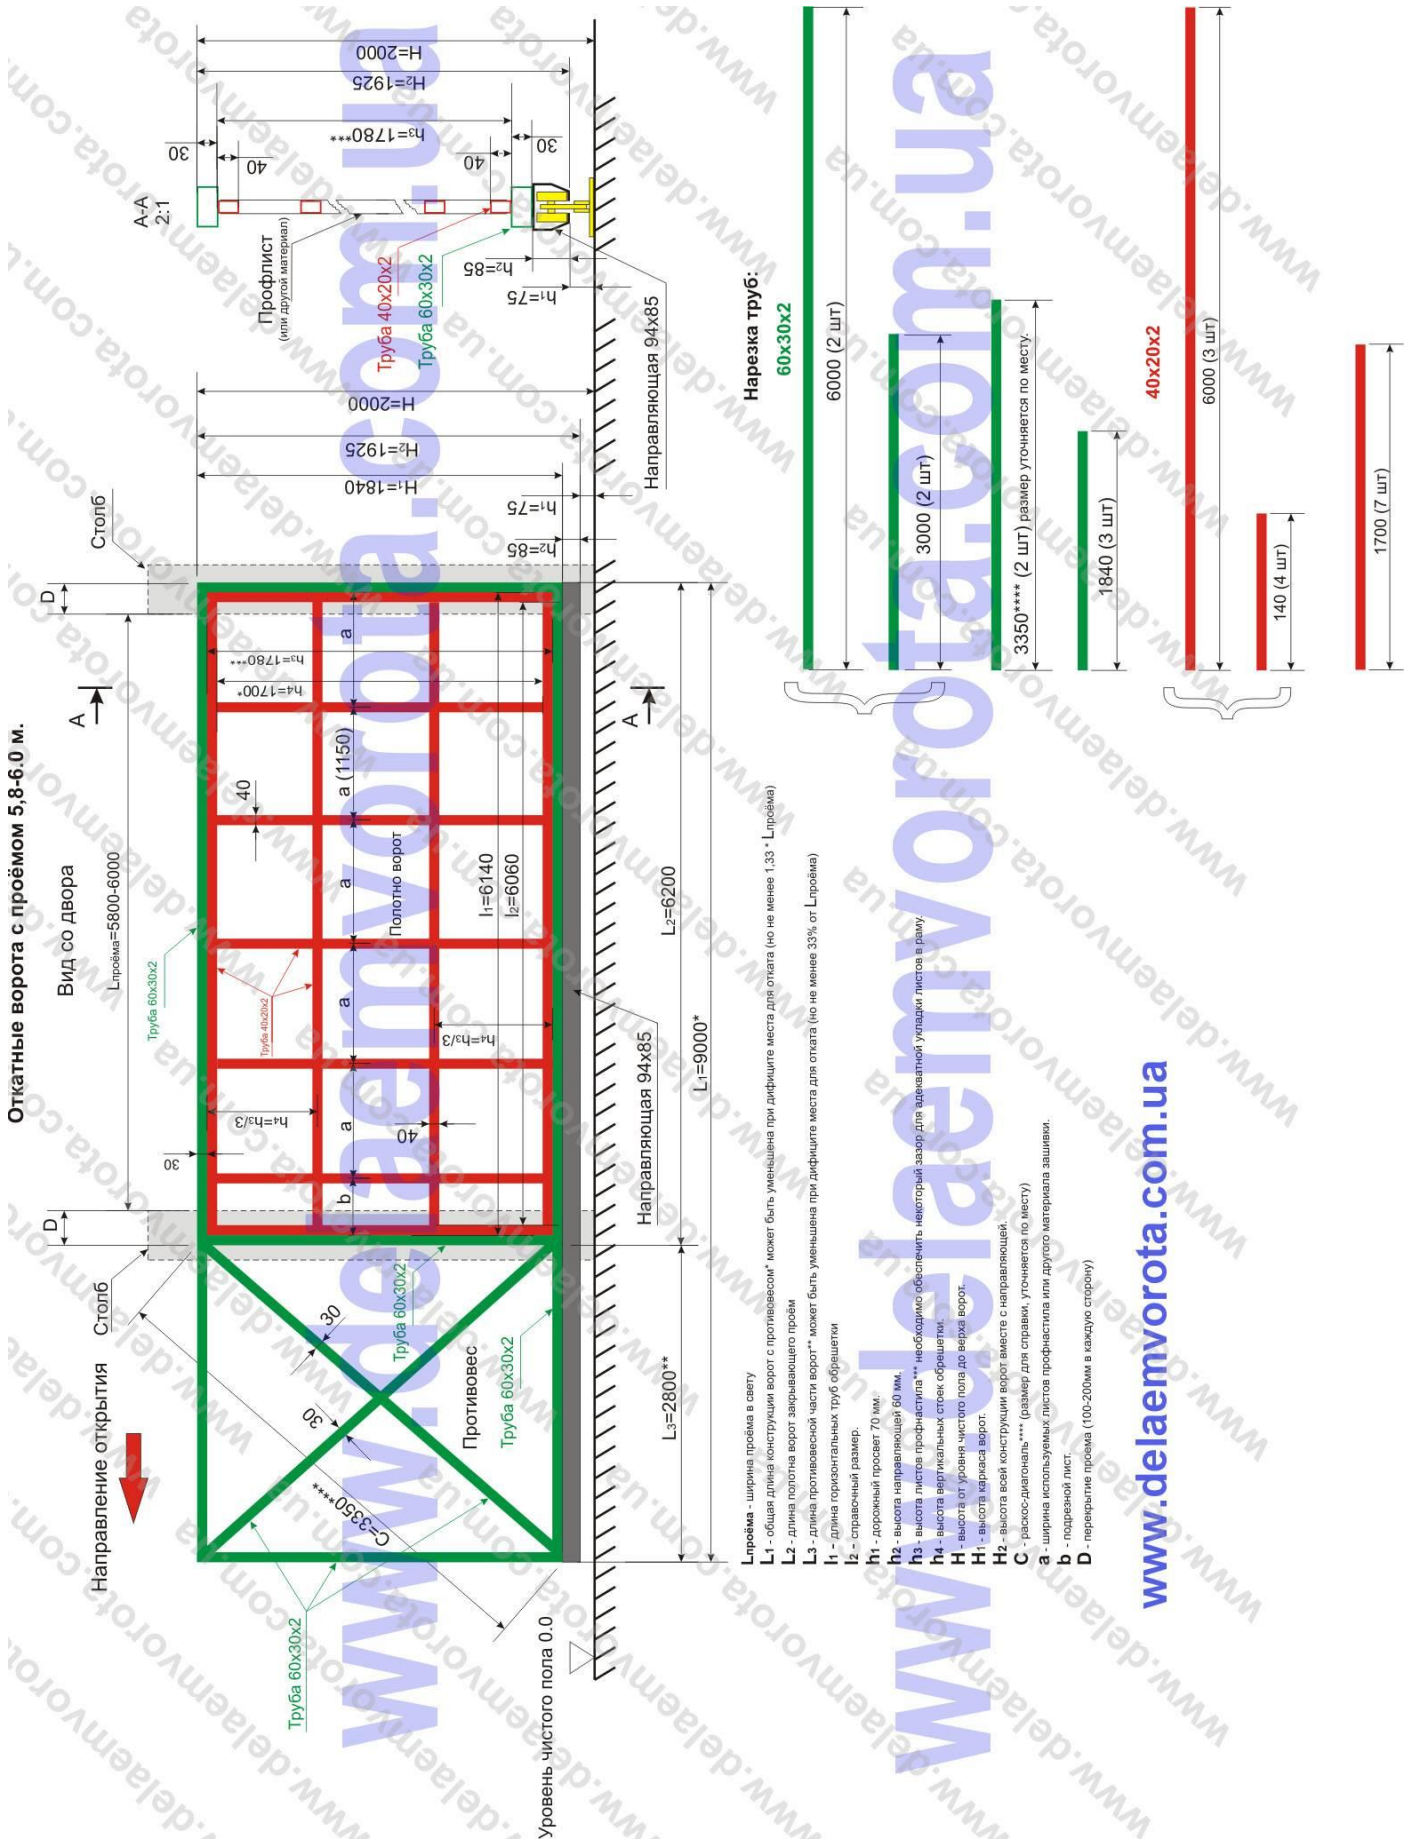 Откатные ворота с проёмом 5,8-6.0 м.
Вид со двора
Lпроёма=5800-6000
Направление открытия
Столб
D
D
Столб
А
А
Труба 60х30х2
Труба 40х20х2
30
40
h4=h3/3
h4=h3/3
40
b
a
a
a
a (1150)
a
h4=1700*
h3=1780***
Полотно ворот
l1=6140
l2=6060
Труба 60х30х2
30
30
Труба 60х30х2
Труба 60х30х2
Противовес
C=3350****
Труба 60х30х2
Уровень чистого пола 0.0
Направляющая 94х85
L3=2800**
L2=6200
L1=9000*
h2=85
h1=75
H1=1840
H2=1925
H=2000
А-А
2:1
30
40
Профлист
(или другой материал)
Труба 40х20х2
Труба 60х30х2
h2=85
h1=75
40
30
h3=1780***
H2=1925
H=2000
Направляющая 94х85
Lпроёма - ширина проёма в свету
L1 - общая длина конструкции ворот с противовесом* может быть уменьшена при дифиците места для отката (но не менее 1,33 * Lпроёма)
L2 - длина полотна ворот закрывающего проём
L3 - длина противовесной части ворот** может быть уменьшена при дифиците места для отката (но не менее 33% от Lпроёма)
l1 - длина горизонтальных труб обрешетки
l2 - справочный размер.
h1 - дорожный просвет 70 мм.
h2 - высота направляющей 60 мм.
h3 - высота листов профнастила*** необходимо обеспечить некоторый зазор для адекватной укладки листов в раму.
h4 - высота вертикальных стоек обрешетки.
H - высота от уровня чистого пола до верха ворот.
H1 - высота каркаса ворот.
H2 - высота всей конструкции ворот вместе с направляющей.
C - раскос-диагональ**** (размер для справки, уточняется по месту)
a - ширина используемых листов профнастила или другого материала зашивки.
b - подрезной лист.
D - перекрытие проема (100-200мм в каждую сторону)
Нарезка труб:
60х30х2
6000 (2 шт)
3000 (2 шт)
3350**** (2 шт) размер уточняется по месту.
1840 (3 шт)
40х20х2
6000 (3 шт)
140 (4 шт)
1700 (7 шт)
www.delaemvorota.com.ua
www.delaemvorota.com.ua
www.delaemvorota.com.ua